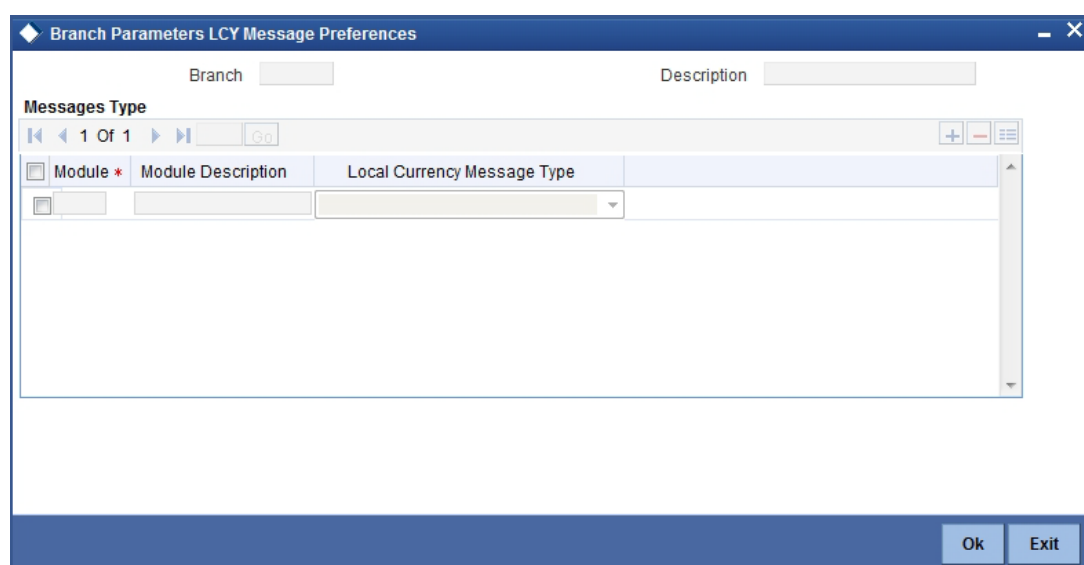 Branch Parameters LCY Message Preferences
Branch Description
Messages Type
1 Of 1 Go
Module * Module Description Local Currency Message Type
Ok Exit